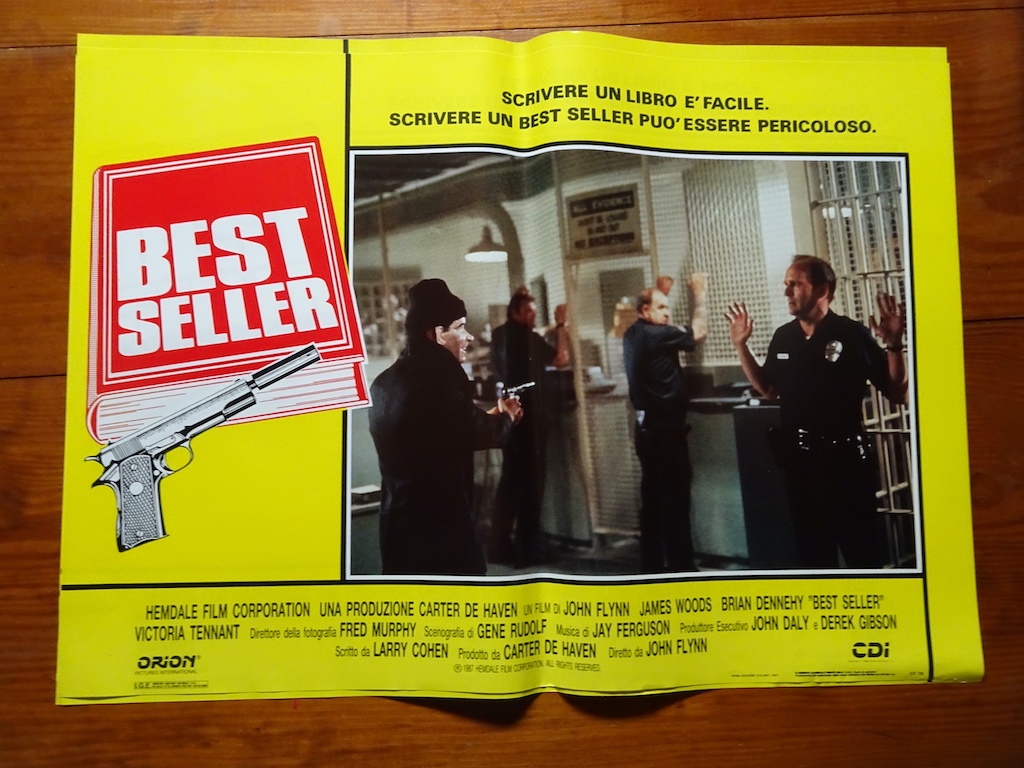 SCRIVERE UN LIBRO E' FACILE.
SCRIVERE UN BEST SELLER PUO' ESSERE PERICOLOSO.
BEST
SELLER
EVIDENCE
HEMDALE FILM CORPORATION UNA PRODUZIONE CARTER DE HAVEN UN FILM DI JOHN FLYNN JAMES WOODS BRIAN DENNEHY "BEST SELLER"
VICTORIA TENNANT Direttore della fotografia FRED MURPHY Scenografia di GENE RUDOLF Musica di JAY FERGUSON Produttore Esecutivo JOHN DALY e DEREK GIBSON
Scritto da LARRY COHEN Prodotto da CARTER DE HAVEN Diretto da JOHN FLYNN
℗ 1987 HEMDALE FILM CORPORATION, ALL RIGHTS RESERVED.
ORION®
PICTURES INTERNATIONAL
CDi